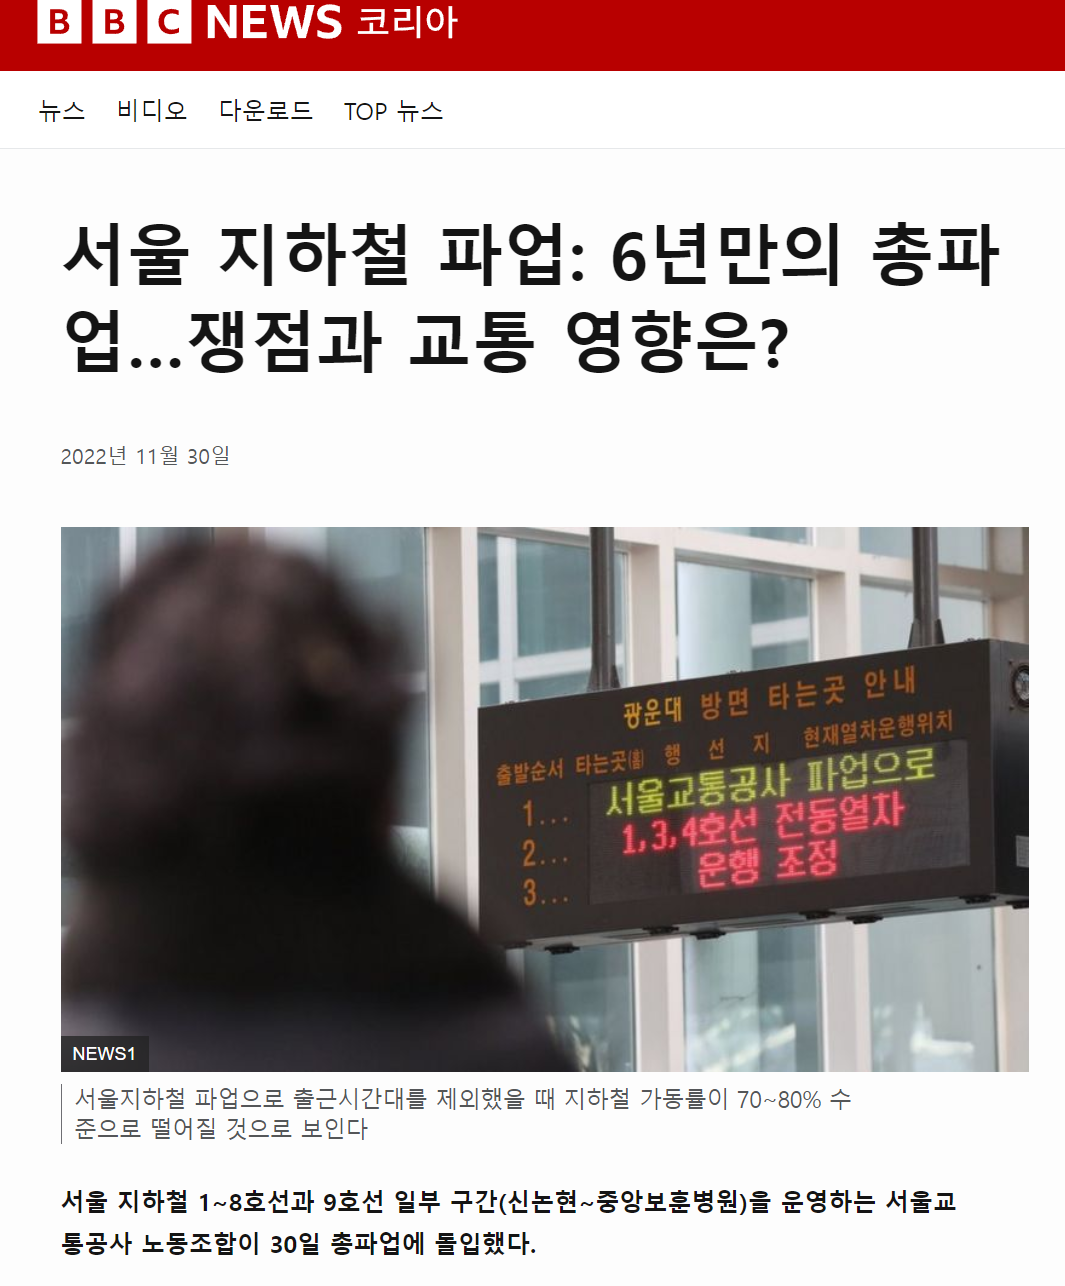 BBC NEWS 코리아
뉴스 비디오 다운로드 TOP 뉴스
서울 지하철 파업: 6년만의 총파
업...쟁점과 교통 영향은?
2022년 11월 30일
광운대 방면 타는곳 안내
출발순서 타는곳(홈) 행 선 지 현재열차운행위치
1...
2...
3...
서울교통공사 파업으로
1,3,4호선 전동열차
운행 조정
NEWS1
서울지하철 파업으로 출근시간대를 제외했을 때 지하철 가동률이 70~80% 수
준으로 떨어질 것으로 보인다
서울 지하철 1~8호선과 9호선 일부 구간(신논현~중앙보훈병원)을 운영하는 서울교
통공사 노동조합이 30일 총파업에 돌입했다.